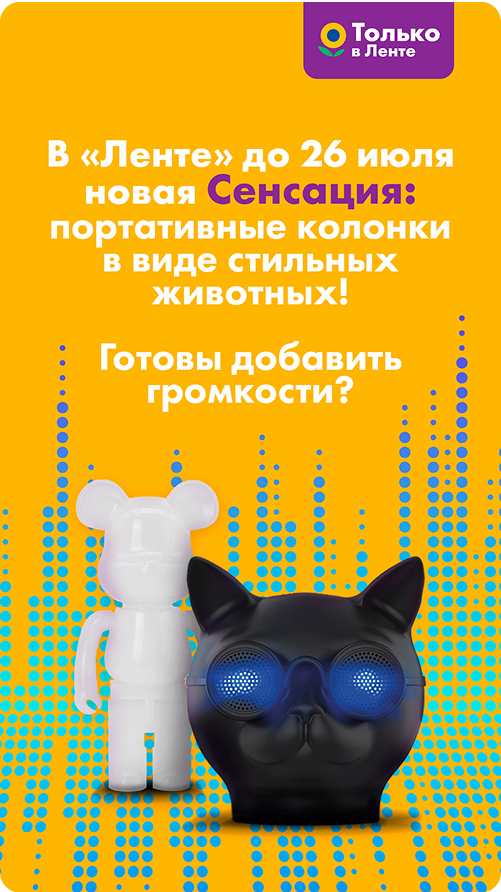 Только
в Ленте
В «Ленте» до 26 июля
новая Сенсация:
портативные колонки
в виде стильных
животных!
Готовы добавить
громкости?